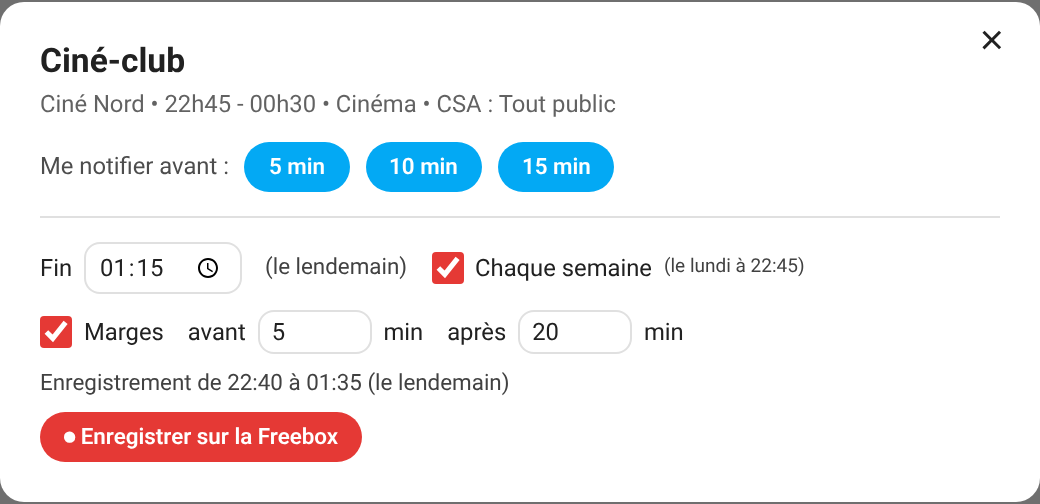 Ciné-club
Ciné Nord • 22h45 - 00h30 • Cinéma • CSA : Tout public
Me notifier avant : 5 min 10 min 15 min
Fin 01:15 (le lendemain) Chaque semaine (le lundi à 22:45)
Marges avant 5 min après 20 min
Enregistrement de 22:40 à 01:35 (le lendemain)
Enregistrer sur la Freebox